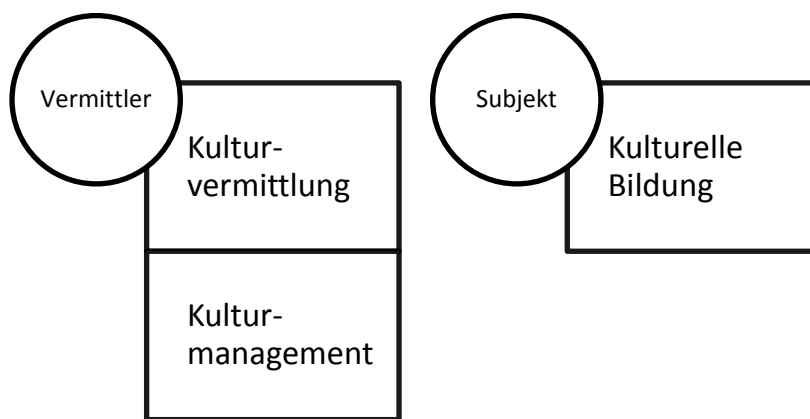 Vermittler
Kultur-
vermittlung
Kultur-
management
Subjekt
Kulturelle
Bildung